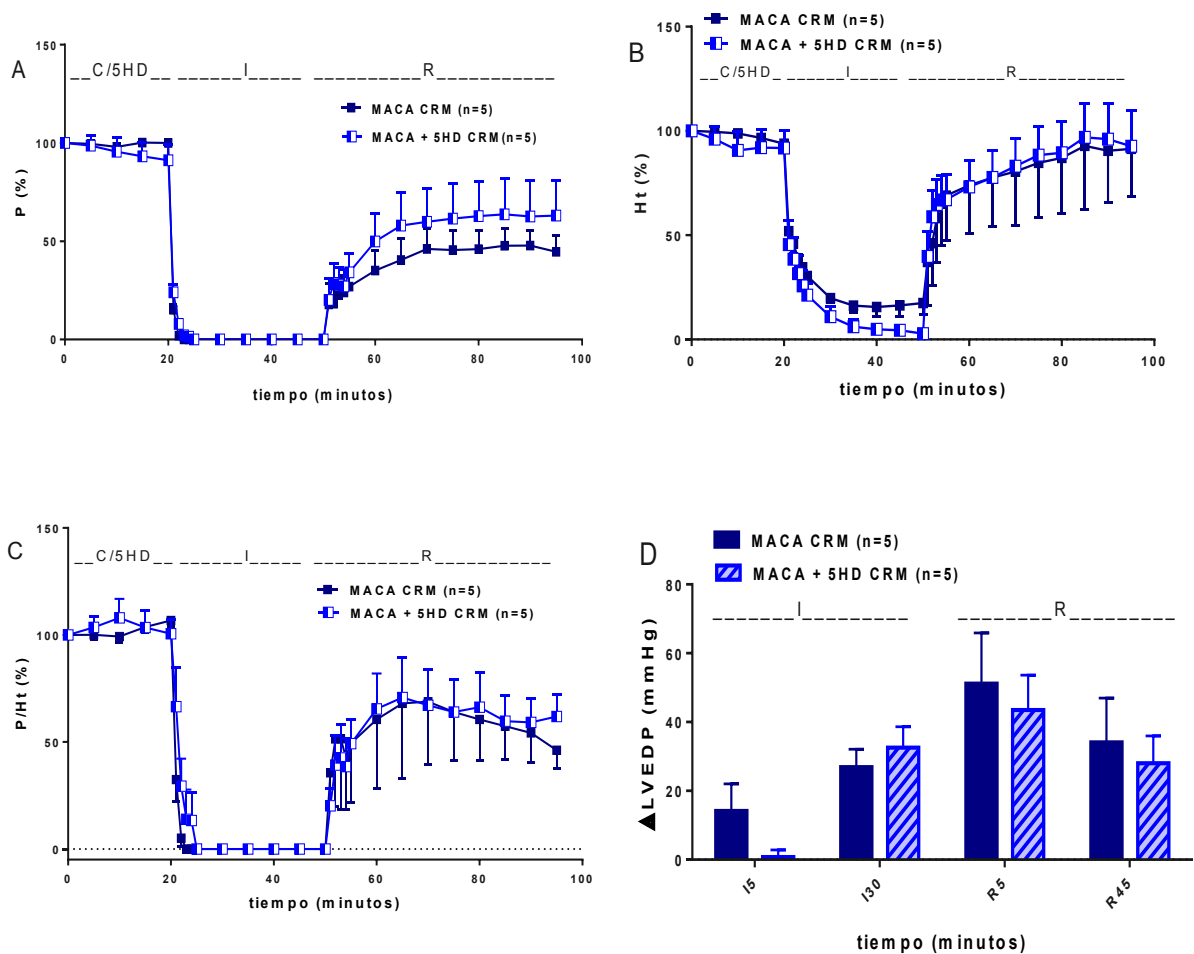 A
150
100
50
0
P (%)
__C/5HD__ ______I____ __________R__________
MACA CRM (n=5)
MACA + 5HD CRM(n=5)
0 20 40 60 80 100
tiempo (minutos)
B
MACA CRM (n=5)
MACA + 5HD CRM (n=5)
150
100
50
0
Ht (%)
__C/5HD_ ______I_____ __________R___________
0 20 40 60 80 100
tiempo (minutos)
C
150
100
50
0
P/Ht (%)
__C/5HD__ ______I_____ __________R___________
MACA CRM (n=5)
MACA + 5HD CRM (n=5)
0 20 40 60 80 100
tiempo (minutos)
D
MACA CRM (n=5)
MACA + 5HD CRM (n=5)
80
60
40
20
0
▲LVEDP (mmHg)
________I_________ _________R__________
I5 I30 R5 R45
tiempo (minutos)